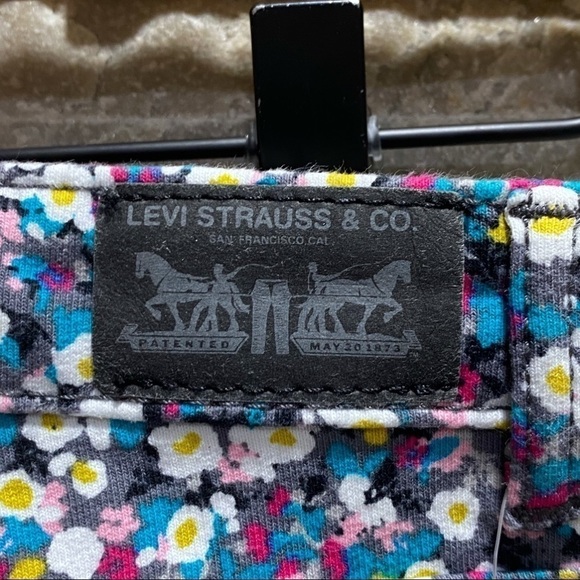 LEVI STRAUSS & CO.
SAN FRANCISCO, CAL.
PATENTED MAY 20 1873